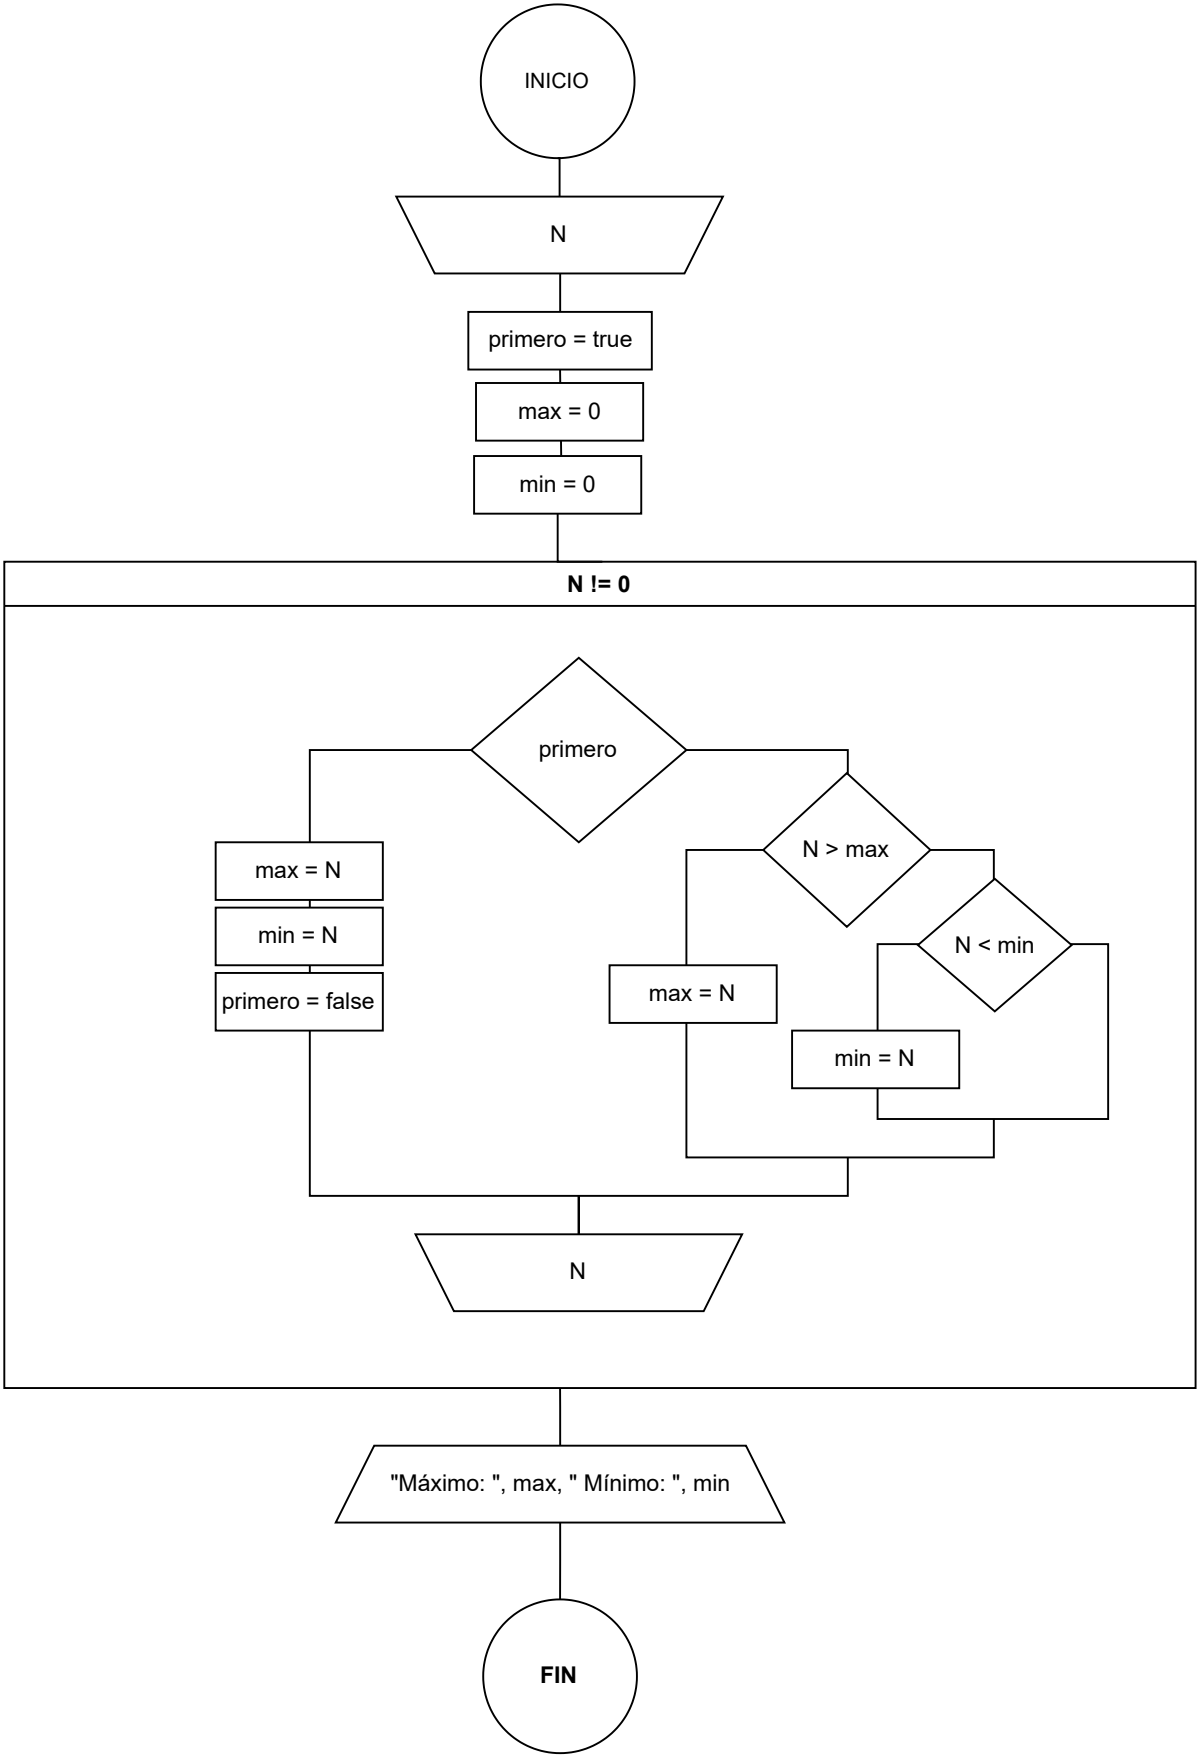 INICIO
N
primero = true
max = 0
min = 0
N != 0
primero
N > max
max = N
min = N
primero = false
N < min
max = N
min = N
N
"Máximo: ", max, " Mínimo: ", min
FIN